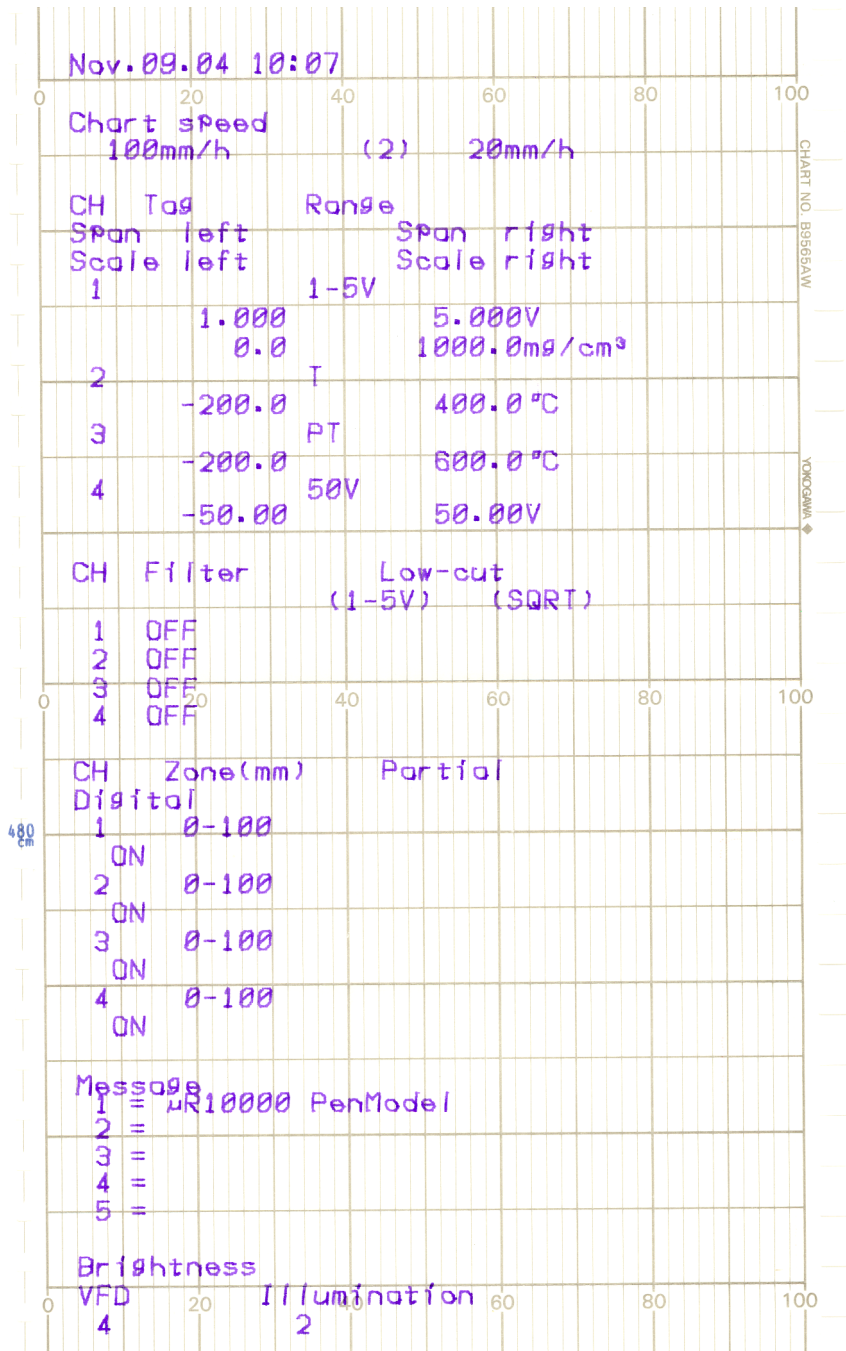 Nov.09.04 10:07
0 20 40 60 80 100
Chart speed
100mm/h (2) 20mm/h
CHART NO. B9565AW
CH Tag Range
Span left Span right
Scale left Scale right
1 1-5V
1.000 5.000V
0.0 1000.0mg/cm³
2 T
-200.0 400.0°C
3 PT
-200.0 600.0°C
YOKOGAWA
4 50V
-50.00 50.00V
CH Filter Low-cut
(1-5V) (SQRT)
1 OFF
2 OFF
3 OFF
0 20 40 60 80 100
4 OFF
CH Zone(mm) Partial
Digital
480 cm
1 0-100
ON
2 0-100
ON
3 0-100
ON
4 0-100
ON
Message
1 = µR10000 PenModel
2 =
3 =
4 =
5 =
Brightness
VFD Illumination
0 20 40 60 80 100
4 2